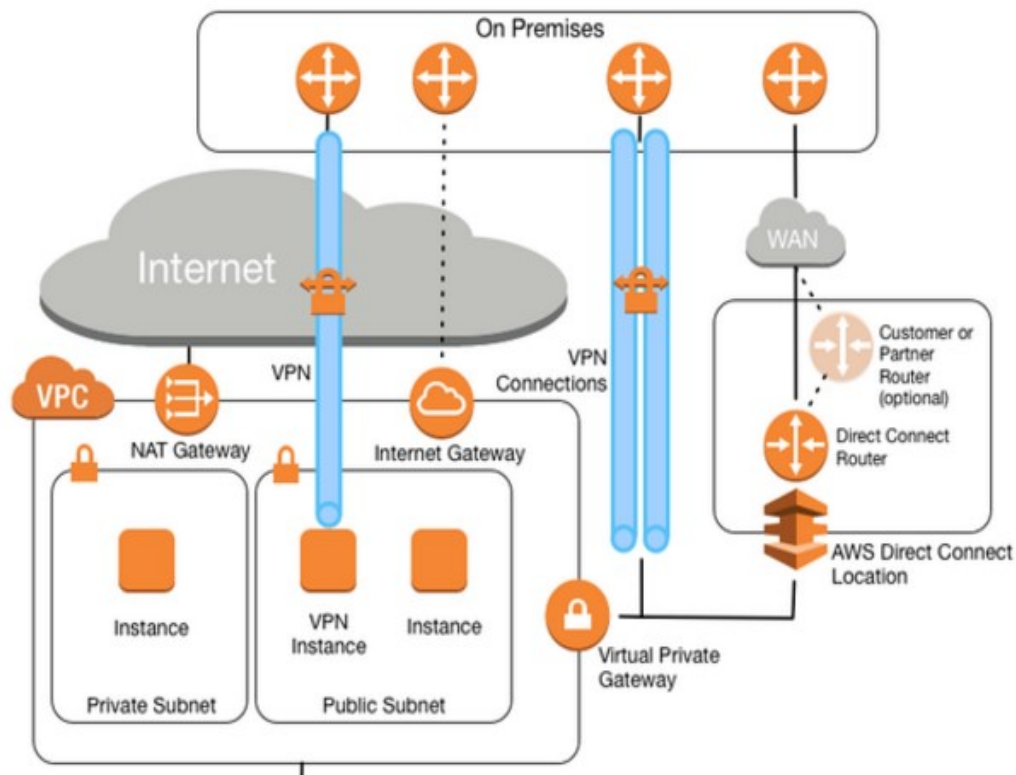 On Premises
Internet
WAN
VPN
VPN
Connections
Customer or
Partner
Router
(optional)
VPC
NAT Gateway
Internet Gateway
Direct Connect
Router
Instance
VPN
Instance
Instance
AWS Direct Connect
Location
Private Subnet
Public Subnet
Virtual Private
Gateway